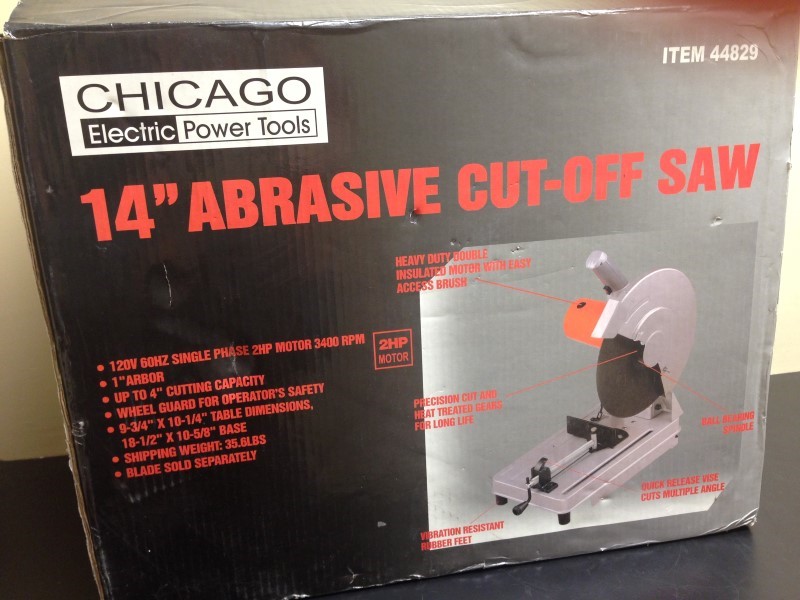 ITEM 44829
CHICAGO
Electric Power Tools
14” ABRASIVE CUT-OFF SAW
HEAVY DUTY DOUBLE
INSULATED MOTOR WITH EASY
ACCESS BRUSH
• 120V 60HZ SINGLE PHASE 2HP MOTOR 3400 RPM
• 1"ARBOR
• UP TO 4" CUTTING CAPACITY
• WHEEL GUARD FOR OPERATOR'S SAFETY
• 9-3/4" X 10-1/4" TABLE DIMENSIONS,
18-1/2" X 10-5/8" BASE
• SHIPPING WEIGHT: 35.6LBS
• BLADE SOLD SEPARATELY
2HP
MOTOR
PRECISION CUT AND
HEAT TREATED GEARS
FOR LONG LIFE
BALL BEARING
SPINDLE
QUICK RELEASE VISE
CUTS MULTIPLE ANGLE
VIBRATION RESISTANT
RUBBER FEET